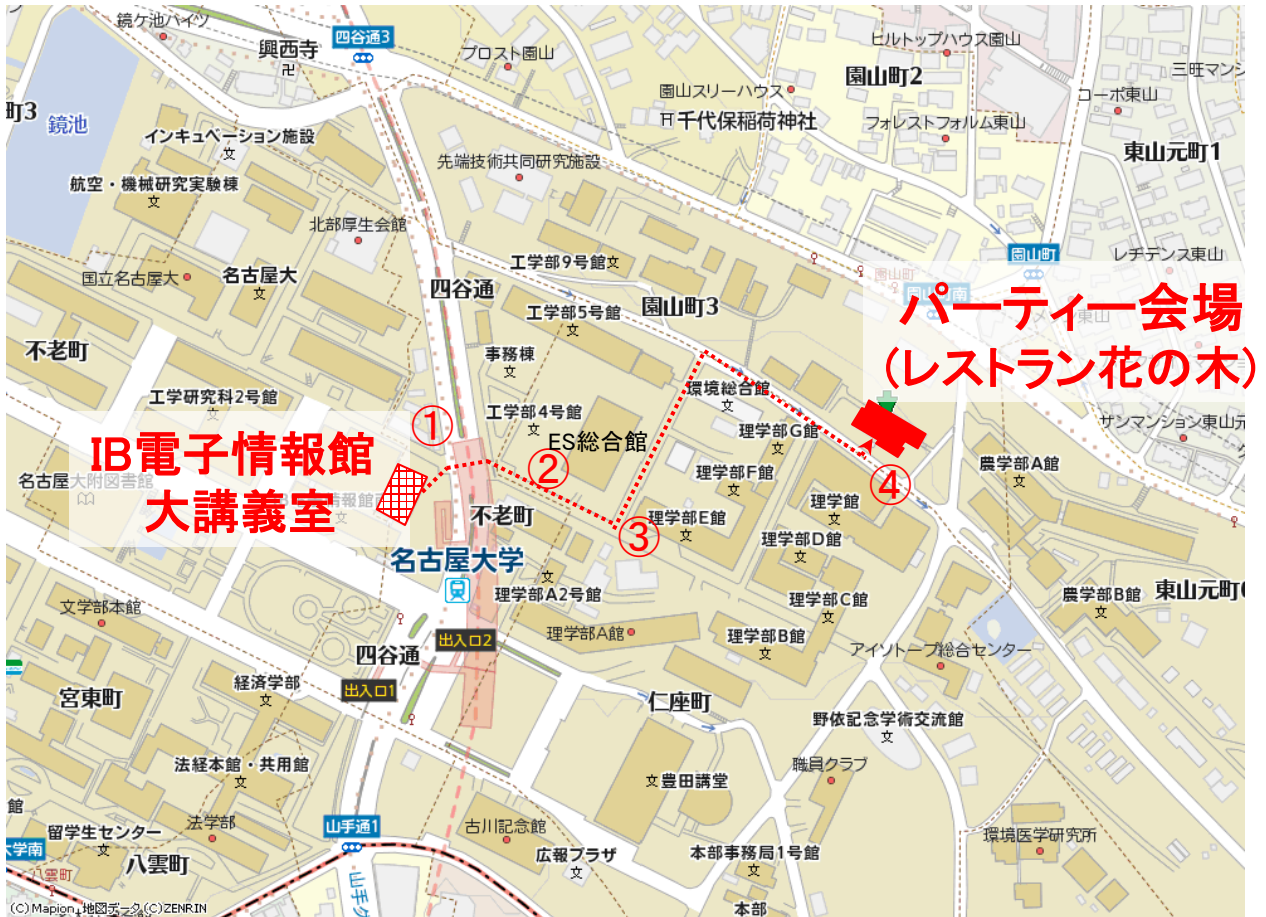 鏡ケ池ハイツ
四谷通3
興西寺
プロスト園山
ヒルトップハウス園山
園山町2
三旺マンシ
園山スリーハウス
コーポ東山
町3
鏡池
千代保稲荷神社
フォレストフォルム東山
インキュベーション施設
東山元町1
先端技術共同研究施設
航空・機械研究実験棟
北部厚生会館
園山町
レチデンス東山
工学部9号館
国立名古屋大
名古屋大
四谷通
園山町3
工学部5号館
パーティー会場
(レストラン花の木)
不老町
事務棟
環境総合館
工学研究科2号館
工学部4号館
①
ES総合館
理学部G館
サンマンション東山元
IB電子情報館
大講義室
②
理学部F館
農学部A館
名古屋大附図書館
④
不老町
理学館
理学部E館
③
理学部D館
名古屋大学
理学部A2号館
理学部C館
農学部B館
東山元町6
文学部本館
出入口2
理学部A館
理学部B館
アイソトープ総合センター
四谷通
出入口1
経済学部
宮東町
仁座町
野依記念学術交流館
法経本館・共用館
豊田講堂
職員クラブ
館
留学生センター
法学部
山手通1
古川記念館
環境医学研究所
大学南
八雲町
八雲町
広報プラザ
本部事務局1号館
山手グ
本部
(C)Mapion,地図データ(C)ZENRIN